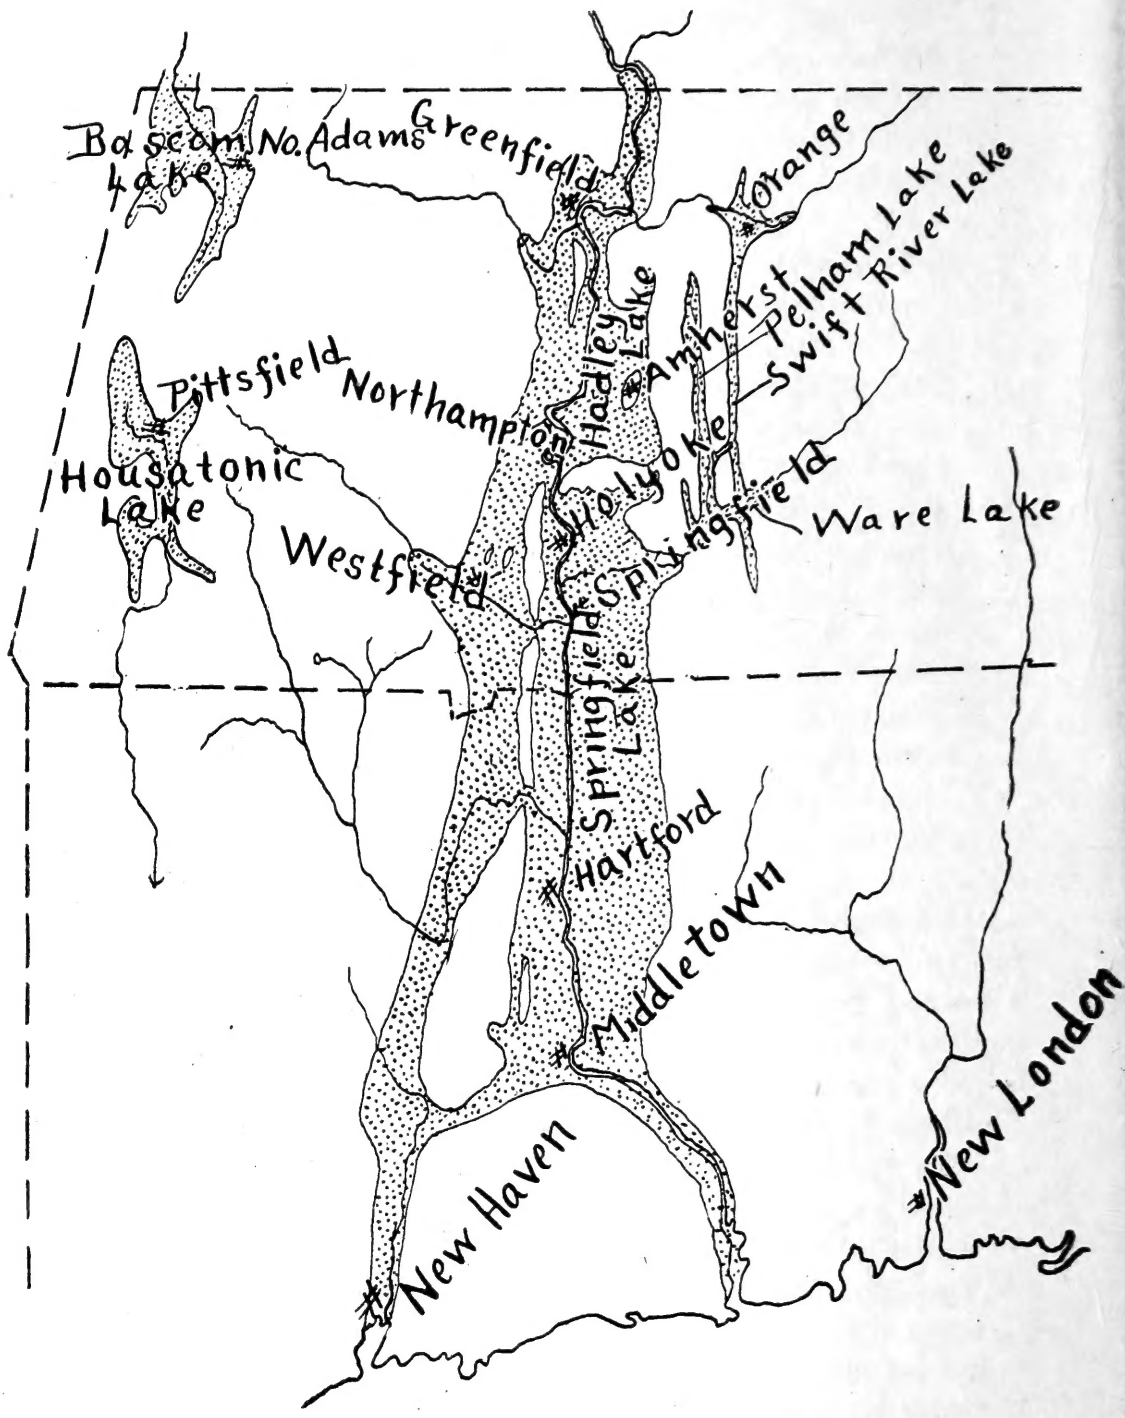 Bascom
Lake
No. Adams
Greenfield
Orange
Pelham Lake
Swift River Lake
Hadley
Lake
Amherst
Pittsfield
Northampton
Housatonic
Lake
Holyoke
Springfield
Ware Lake
Westfield
Springfield
Lake
Hartford
Middletown
New London
New Haven